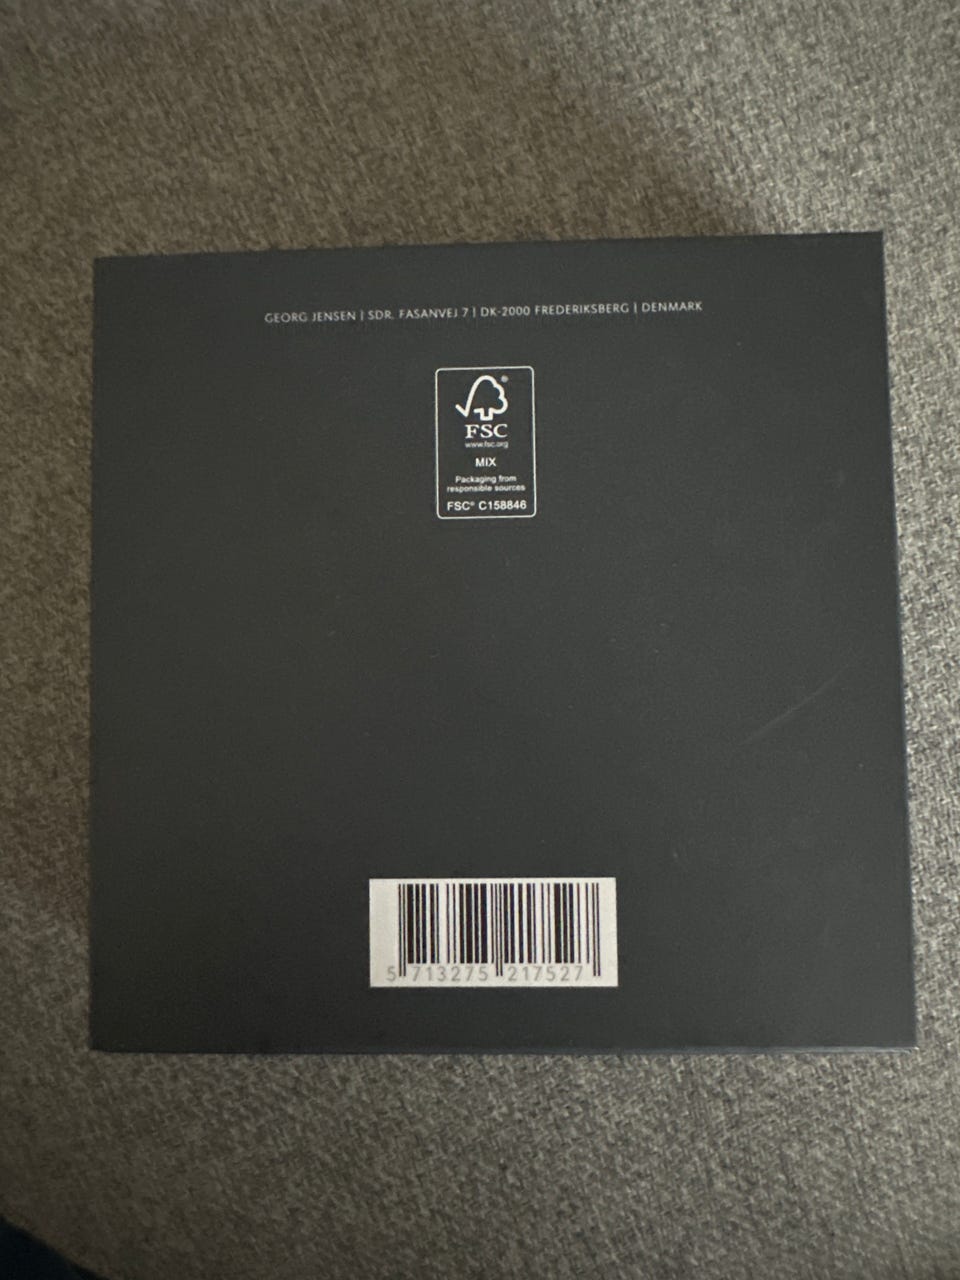 GEORG JENSEN | SDR. FASANVEJ 7 | DK-2000 FREDERIKSBERG | DENMARK
®
FSC
www.fsc.org
MIX
Packaging from
responsible sources
FSC® C158846
5 713275 217527